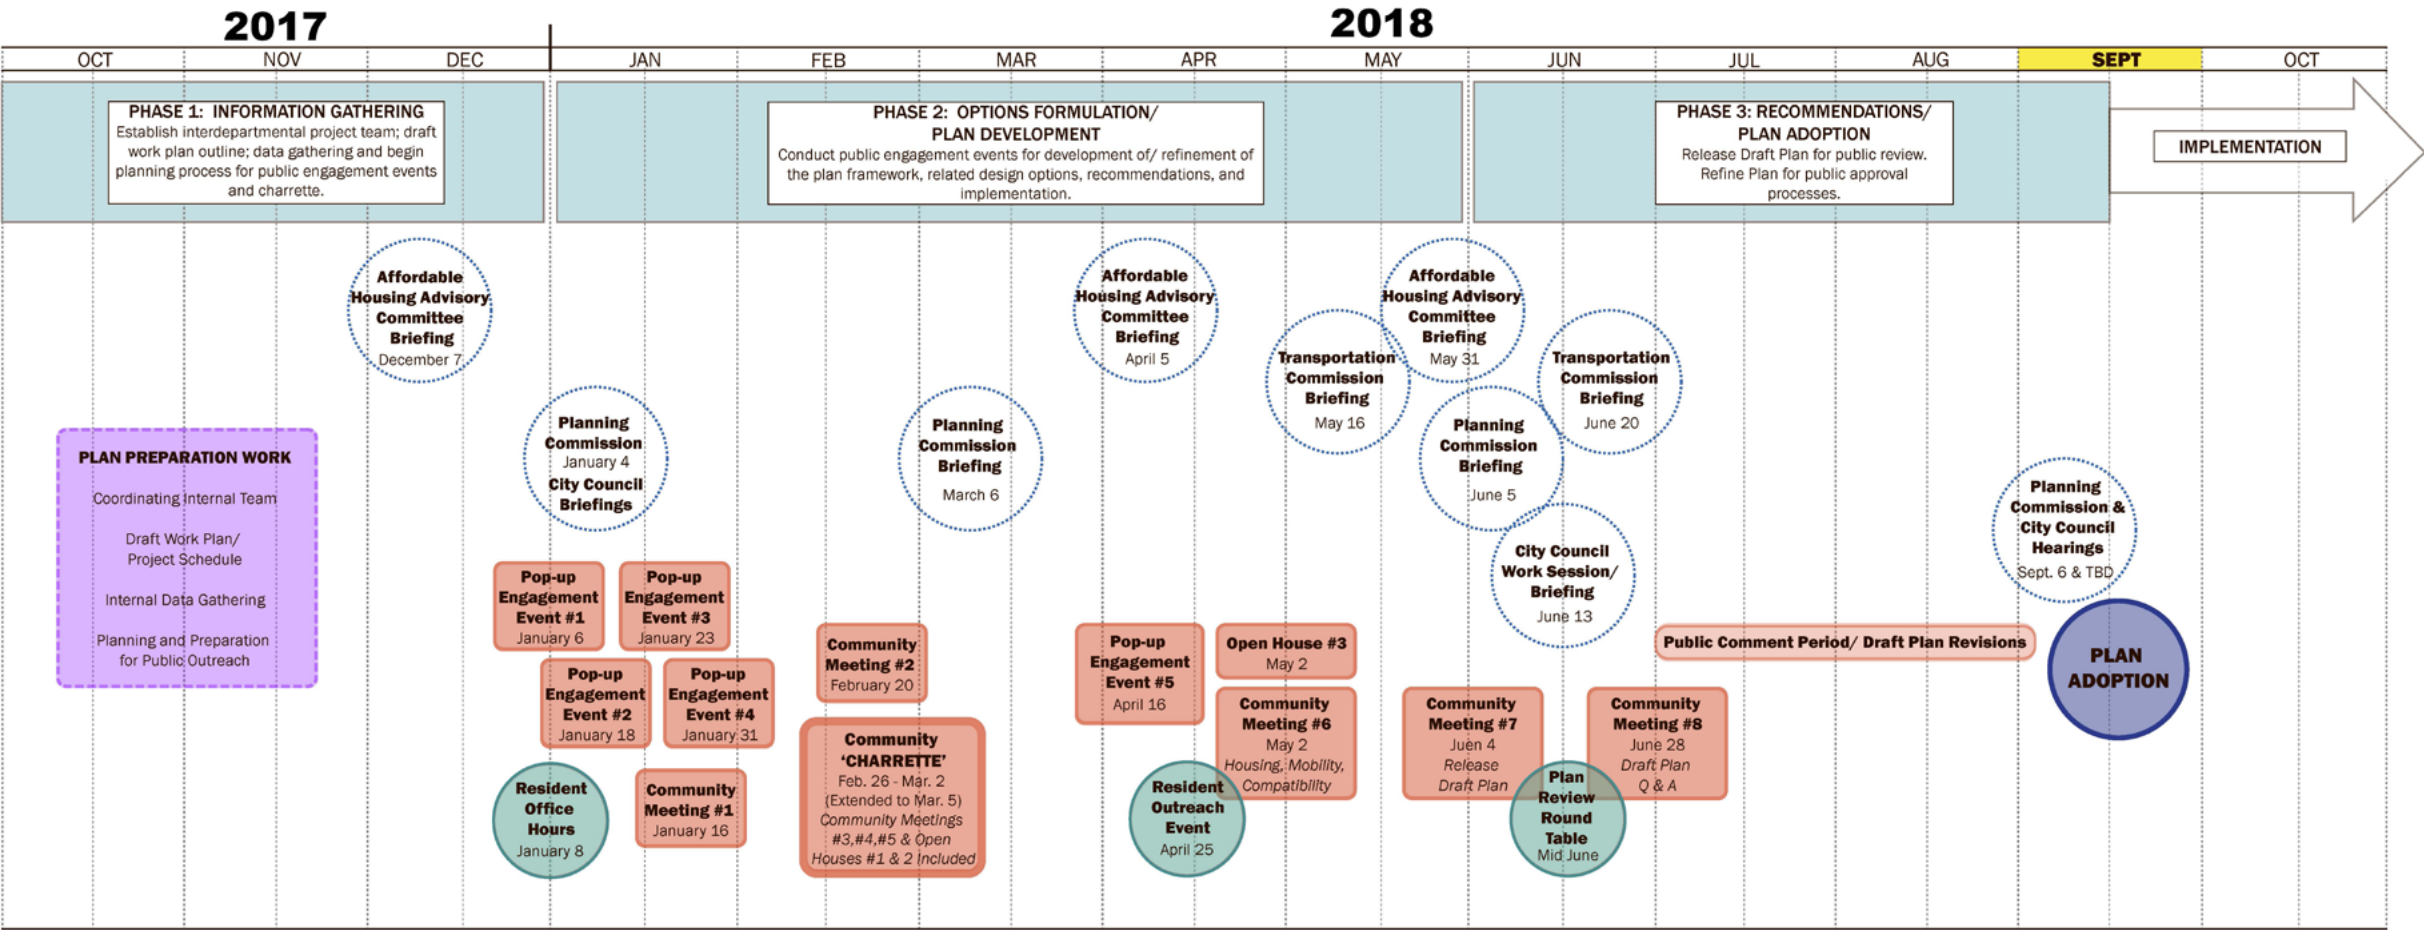 2017
2018
OCT
NOV
DEC
JAN
FEB
MAR
APR
MAY
JUN
JUL
AUG
SEPT
OCT
PHASE 1: INFORMATION GATHERING
Establish interdepartmental project team; draft
work plan outline; data gathering and begin
planning process for public engagement events
and charrette.
PHASE 2: OPTIONS FORMULATION/
PLAN DEVELOPMENT
Conduct public engagement events for development of/ refinement of
the plan framework, related design options, recommendations, and
implementation.
PHASE 3: RECOMMENDATIONS/
PLAN ADOPTION
Release Draft Plan for public review.
Refine Plan for public approval
processes.
IMPLEMENTATION
Affordable
Housing Advisory
Committee
Briefing
December 7
Affordable
Housing Advisory
Committee
Briefing
April 5
Affordable
Housing Advisory
Committee
Briefing
May 31
Transportation
Commission
Briefing
May 16
Transportation
Commission
Briefing
June 20
Planning
Commission
January 4
City Council
Briefings
Planning
Commission
Briefing
March 6
Planning
Commission
Briefing
June 5
City Council
Work Session/
Briefing
June 13
Planning
Commission &
City Council
Hearings
Sept. 6 & TBD
PLAN PREPARATION WORK
Coordinating Internal Team
Draft Work Plan/
Project Schedule
Internal Data Gathering
Planning and Preparation
for Public Outreach
Pop-up
Engagement
Event #1
January 6
Pop-up
Engagement
Event #3
January 23
Pop-up
Engagement
Event #2
January 18
Pop-up
Engagement
Event #4
January 31
Resident
Office
Hours
January 8
Community
Meeting #1
January 16
Community
Meeting #2
February 20
Community
‘CHARRETTE’
Feb. 26 - Mar. 2
(Extended to Mar. 5)
Community Meetings
#3,#4,#5 & Open
Houses #1 & 2 Included
Pop-up
Engagement
Event #5
April 16
Open House #3
May 2
Community
Meeting #6
May 2
Housing, Mobility,
Compatibility
Resident
Outreach
Event
April 25
Community
Meeting #7
Juen 4
Release
Draft Plan
Community
Meeting #8
June 28
Draft Plan
Q & A
Plan
Review
Round
Table
Mid June
Public Comment Period/ Draft Plan Revisions
PLAN
ADOPTION